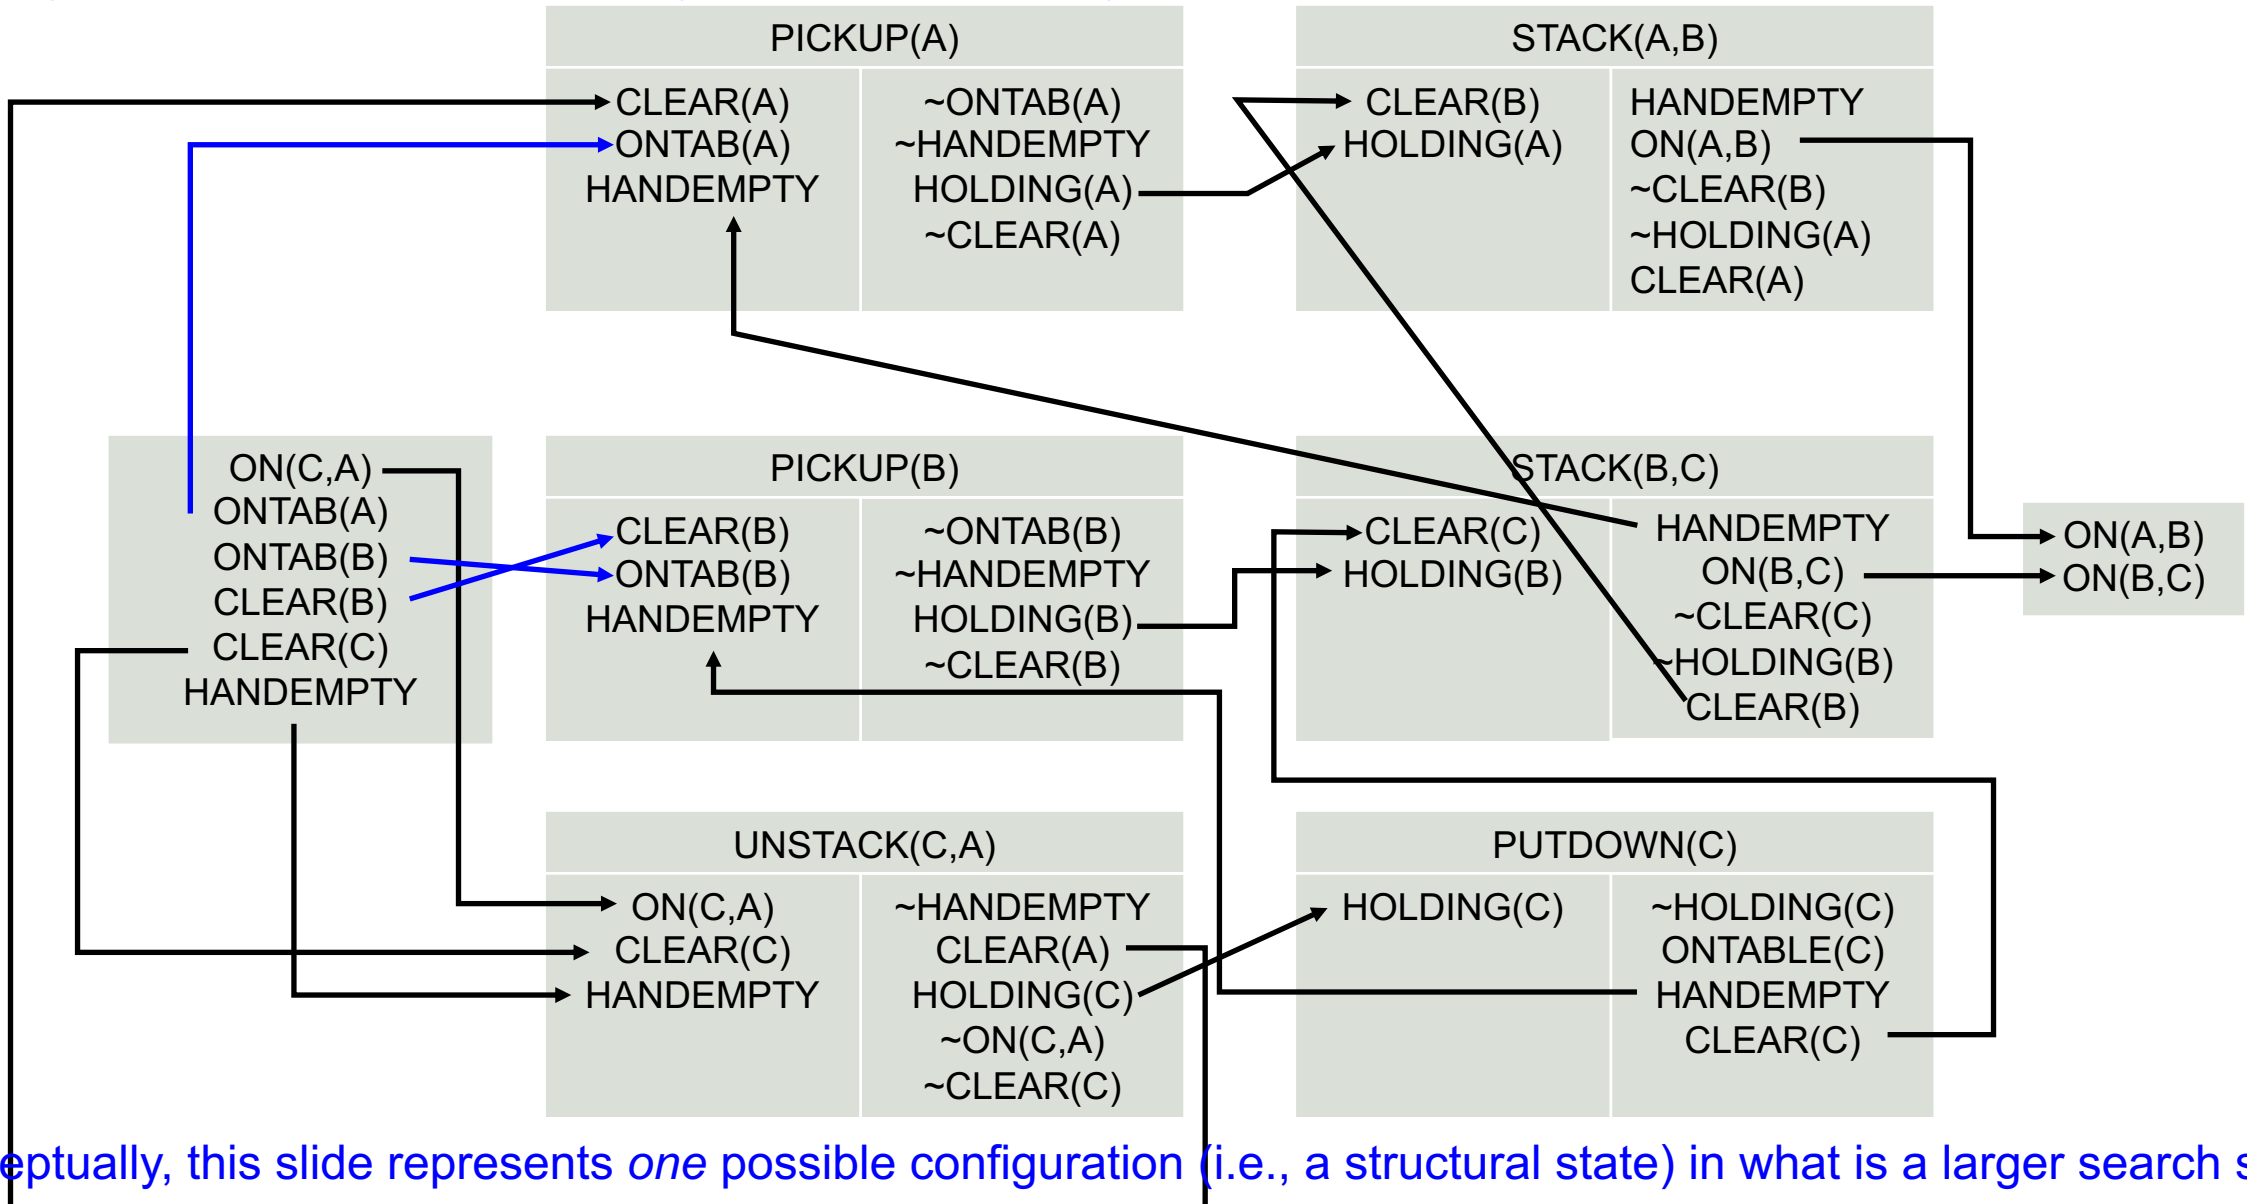 PICKUP(A)
CLEAR(A)
ONTAB(A)
HANDEMPTY
~ONTAB(A)
~HANDEMPTY
HOLDING(A)
~CLEAR(A)
STACK(A,B)
CLEAR(B)
HOLDING(A)
HANDEMPTY
ON(A,B)
~CLEAR(B)
~HOLDING(A)
CLEAR(A)
ON(C,A)
ONTAB(A)
ONTAB(B)
CLEAR(B)
CLEAR(C)
HANDEMPTY
PICKUP(B)
CLEAR(B)
ONTAB(B)
HANDEMPTY
~ONTAB(B)
~HANDEMPTY
HOLDING(B)
~CLEAR(B)
STACK(B,C)
CLEAR(C)
HOLDING(B)
HANDEMPTY
ON(B,C)
~CLEAR(C)
~HOLDING(B)
CLEAR(B)
ON(A,B)
ON(B,C)
UNSTACK(C,A)
ON(C,A)
CLEAR(C)
HANDEMPTY
~HANDEMPTY
CLEAR(A)
HOLDING(C)
~ON(C,A)
~CLEAR(C)
PUTDOWN(C)
HOLDING(C)
~HOLDING(C)
ONTABLE(C)
HANDEMPTY
CLEAR(C)
eptually, this slide represents one possible configuration (i.e., a structural state) in what is a larger search s